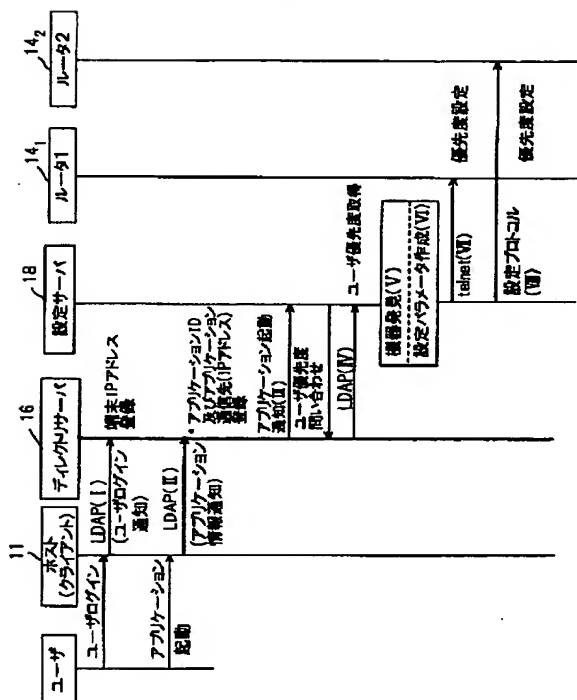 ユーザ
11
ホスト
(クライアント)
16
ディレクトリサーバ
18
設定サーバ
14₁
ルータ1
14₂
ルータ2
ユーザログイン
LDAP(Ⅰ)
(ユーザログイン
通知)
端末IPアドレス
登録
アプリケーション
起動
LDAP(Ⅱ)
(アプリケーション
情報通知)
・アプリケーションID
及びアプリケーション
通信先(IPアドレス)
登録
アプリケーション起動
通知(Ⅲ)
ユーザ優先度
問い合わせ
LDAP(Ⅳ)
ユーザ優先度取得
機器発見(Ⅴ)
設定パラメータ作成(Ⅵ)
telnet(Ⅶ)
優先度設定
設定プロトコル
優先度設定